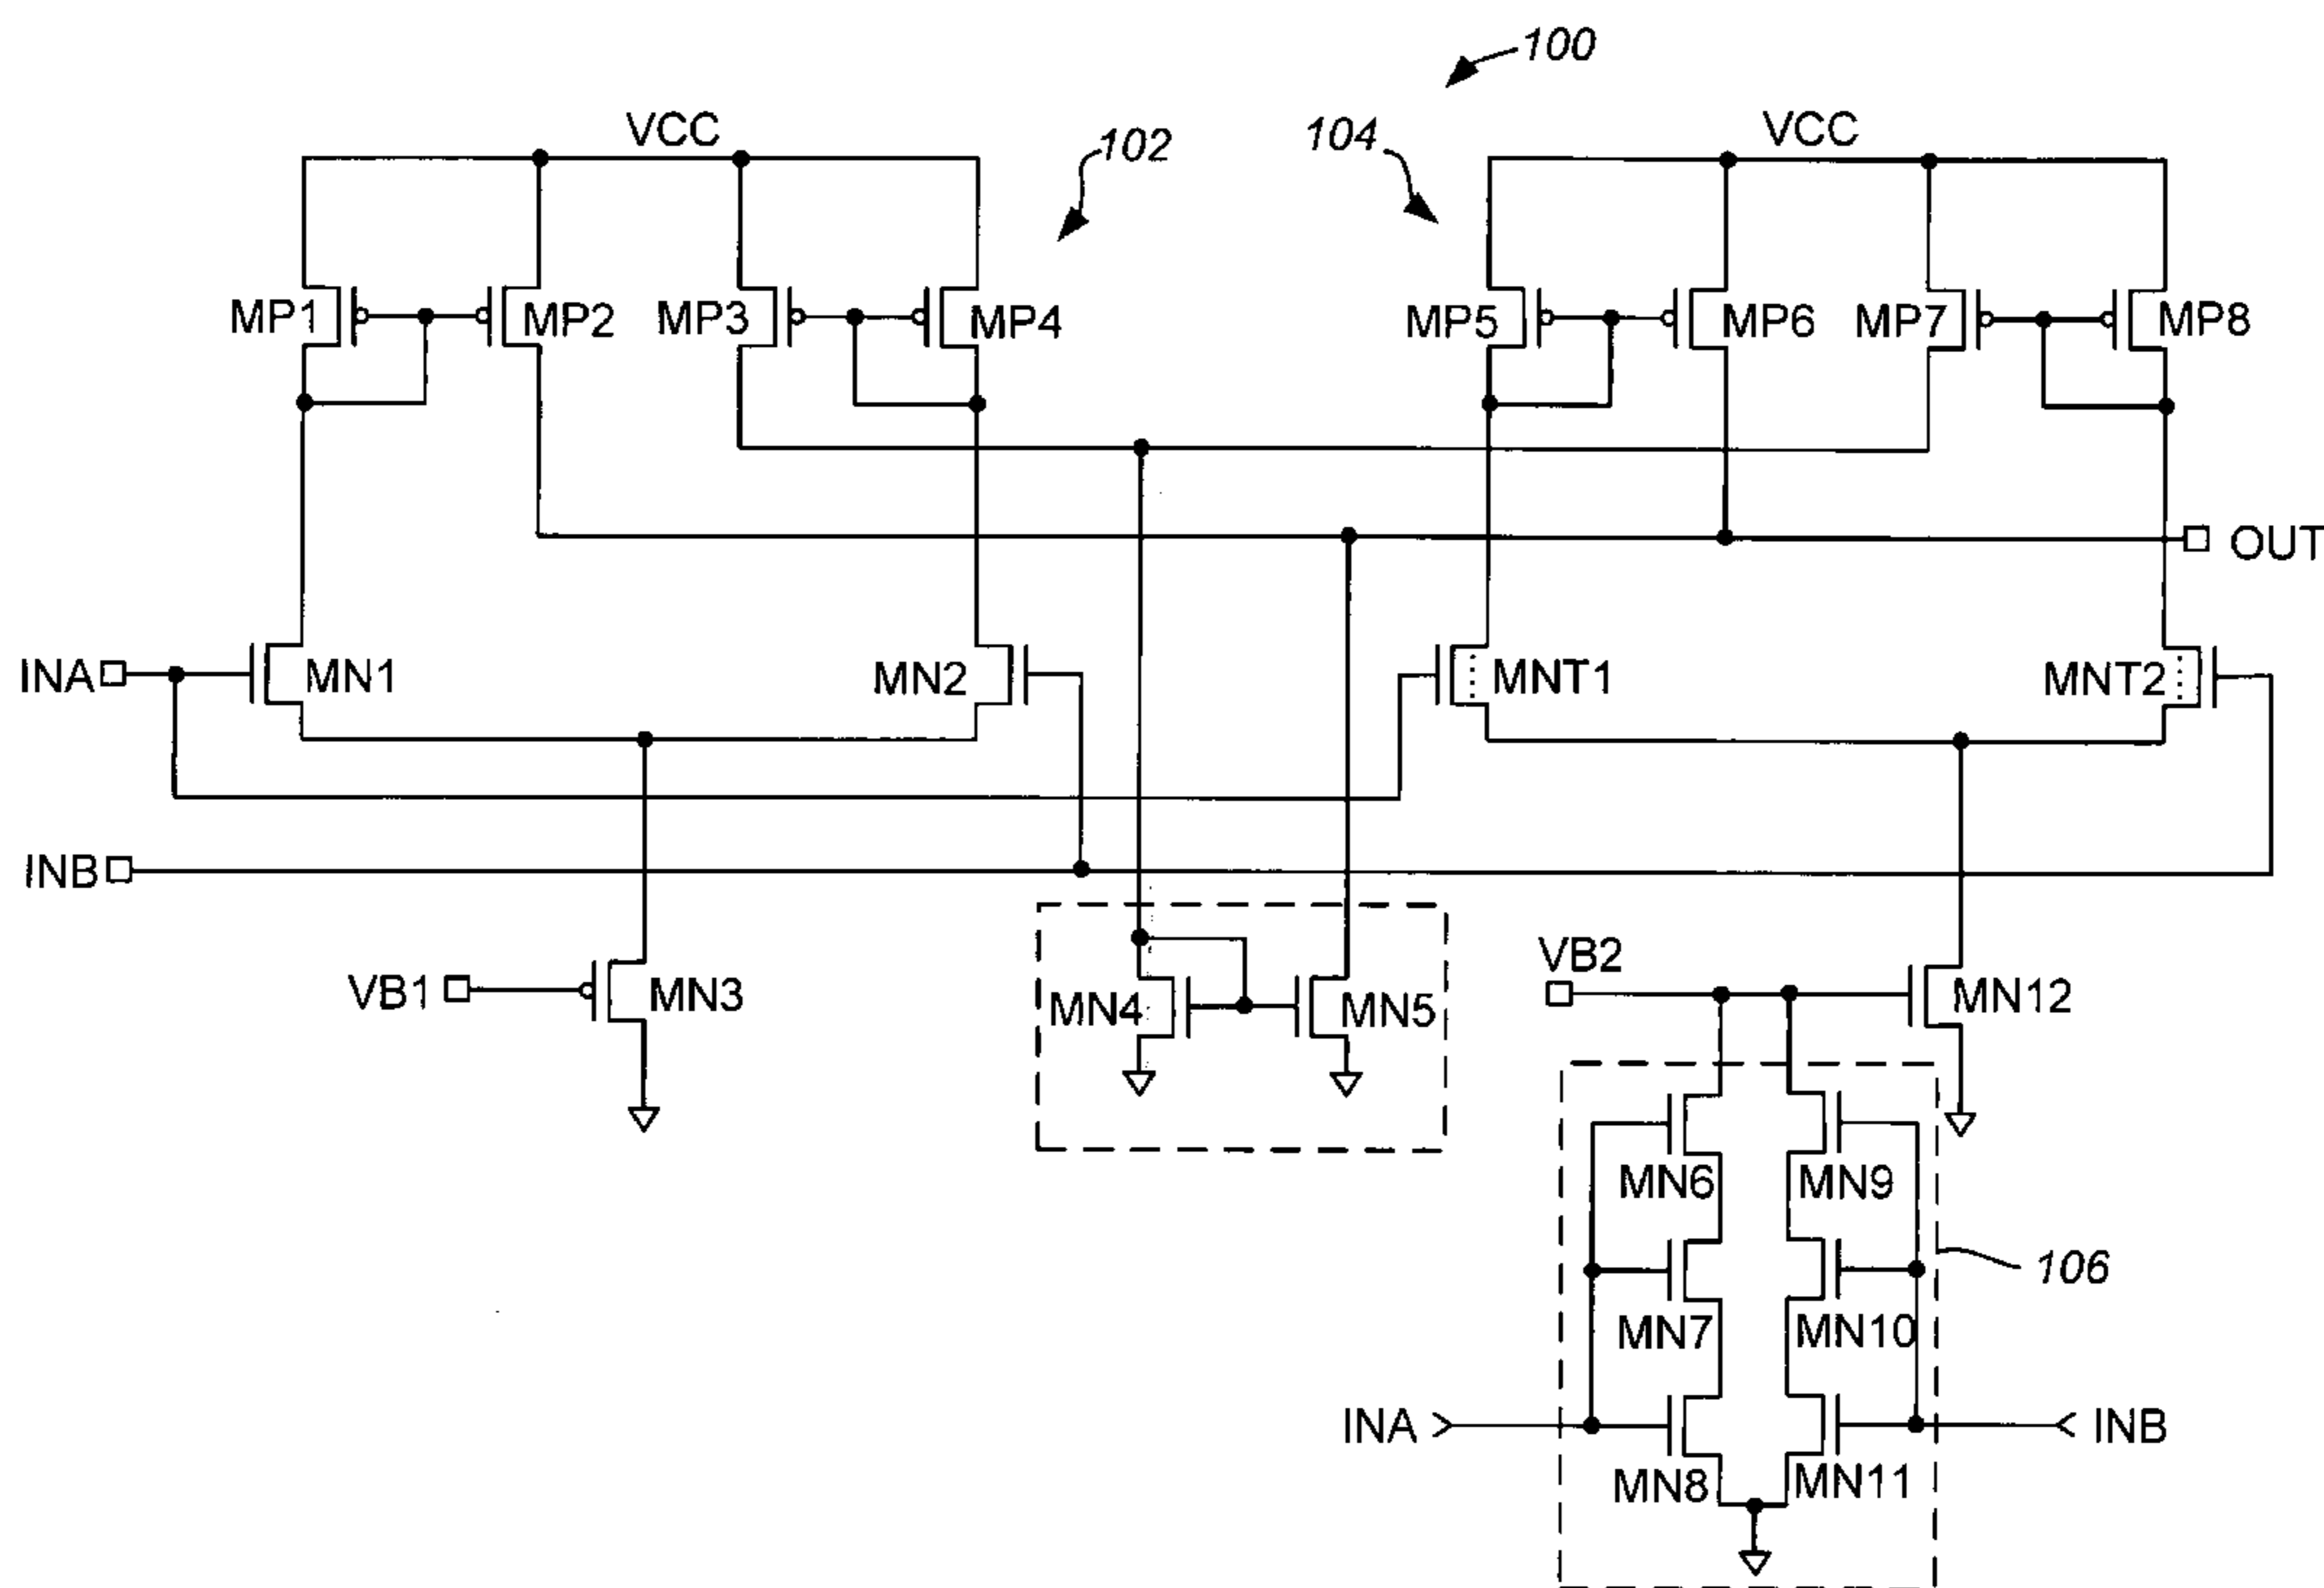 100
VCC
102
104
VCC
MP1
MP2
MP3
MP4
MP5
MP6
MP7
MP8
OUT
INA
MN1
MN2
MNT1
MNT2
INB
VB1
MN3
MN4
MN5
VB2
MN12
MN6
MN9
106
MN7
MN10
INA
INB
MN8
MN11